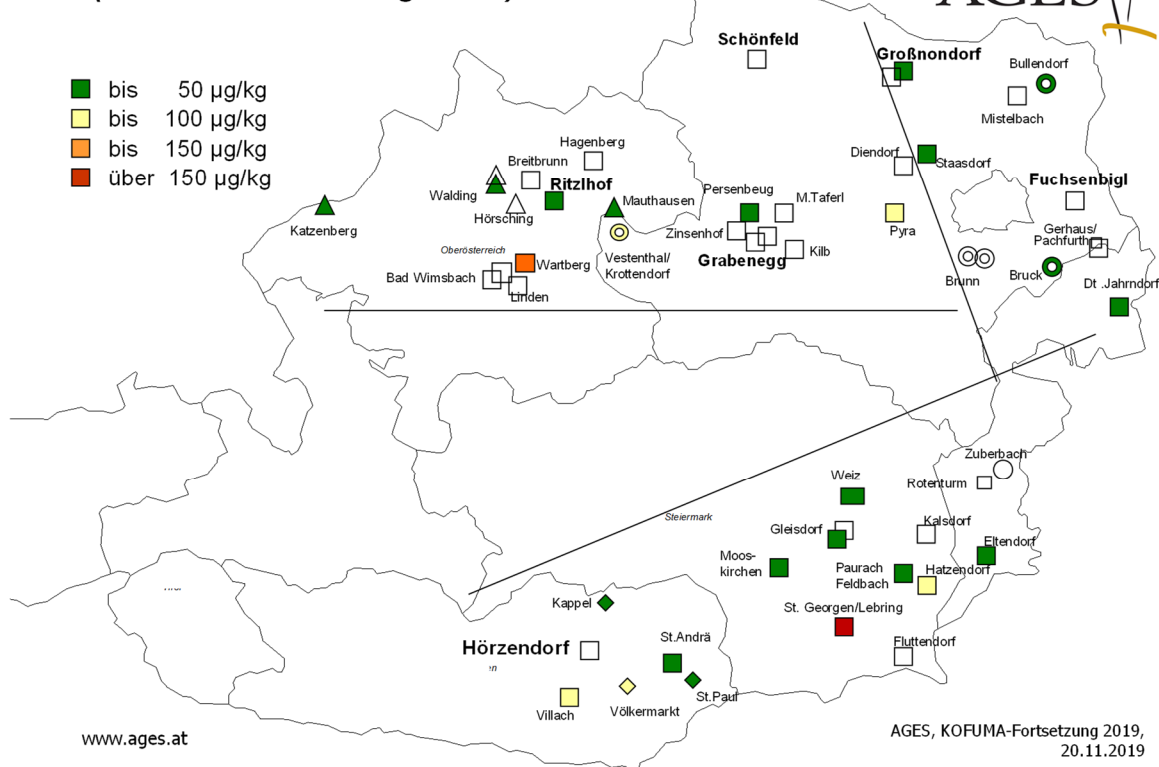 AGES
bis 50 µg/kg
bis 100 µg/kg
bis 150 µg/kg
über 150 µg/kg
Schönfeld
Großnondorf
Bullendorf
Mistelbach
Hagenberg
Breitbrunn
Ritzlhof
Walding
Hörsching
Mauthausen
Katzenberg
Persenbeug
M.Taferl
Diendorf
Staasdorf
Fuchsenbigl
Zinsenhof
Pyra
Gerhaus/
Pachfurth
Oberösterreich
Wartberg
Vestenthal/
Krottendorf
Grabenegg
Kilb
Bad Wimsbach
Linden
Brunn
Bruck
Dt .Jahrndorf
Zuberbach
Weiz
Rotenturm
Steiermark
Gleisdorf
Kalsdorf
Eltendorf
Moos-
kirchen
Paurach
Feldbach
Hatzendorf
Kappel
St. Georgen/Lebring
Hörzendorf
St.Andrä
Fluttendorf
St.Paul
Villach
Völkermarkt
www.ages.at
AGES, KOFUMA-Fortsetzung 2019,
20.11.2019